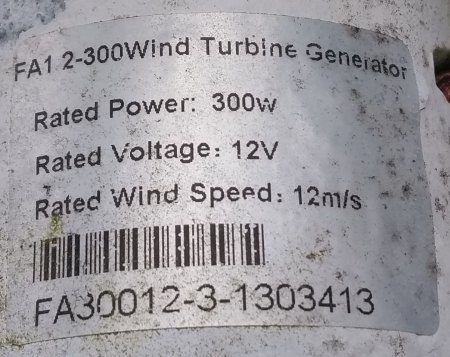 FA1.2-300Wind Turbine Generator
Rated Power: 300w
Rated Voltage: 12V
Rated Wind Speed: 12m/s
FA30012-3-1303413